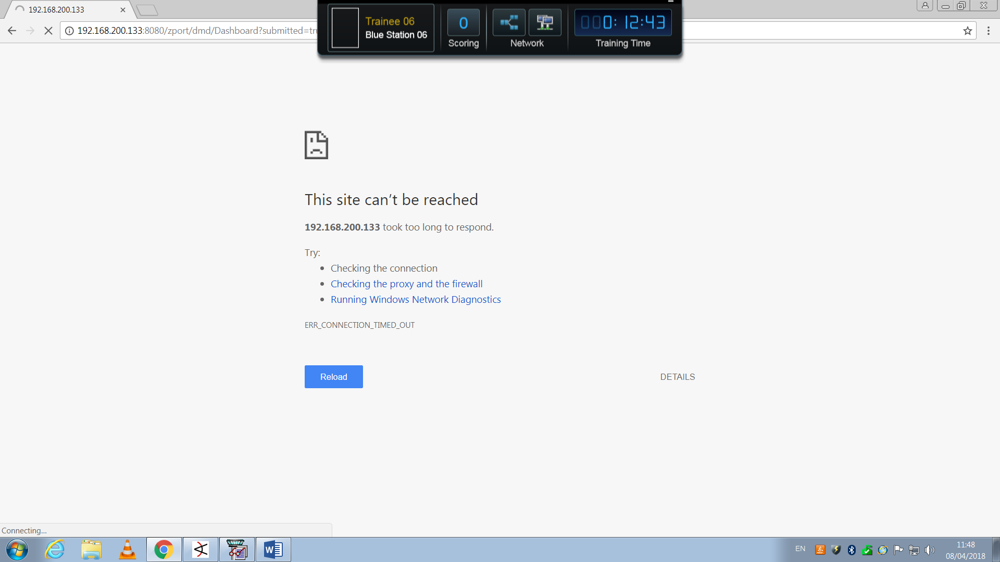 192.168.200.133
192.168.200.133:8080/zport/dmd/Dashboard?submitted=tru
Trainee 06
Blue Station 06
0
Scoring
Network
000:12:43
Training Time
This site can’t be reached
192.168.200.133 took too long to respond.
Try:
Checking the connection
Checking the proxy and the firewall
Running Windows Network Diagnostics
ERR_CONNECTION_TIMED_OUT
Reload
DETAILS
Connecting...
EN
11:48
08/04/2018